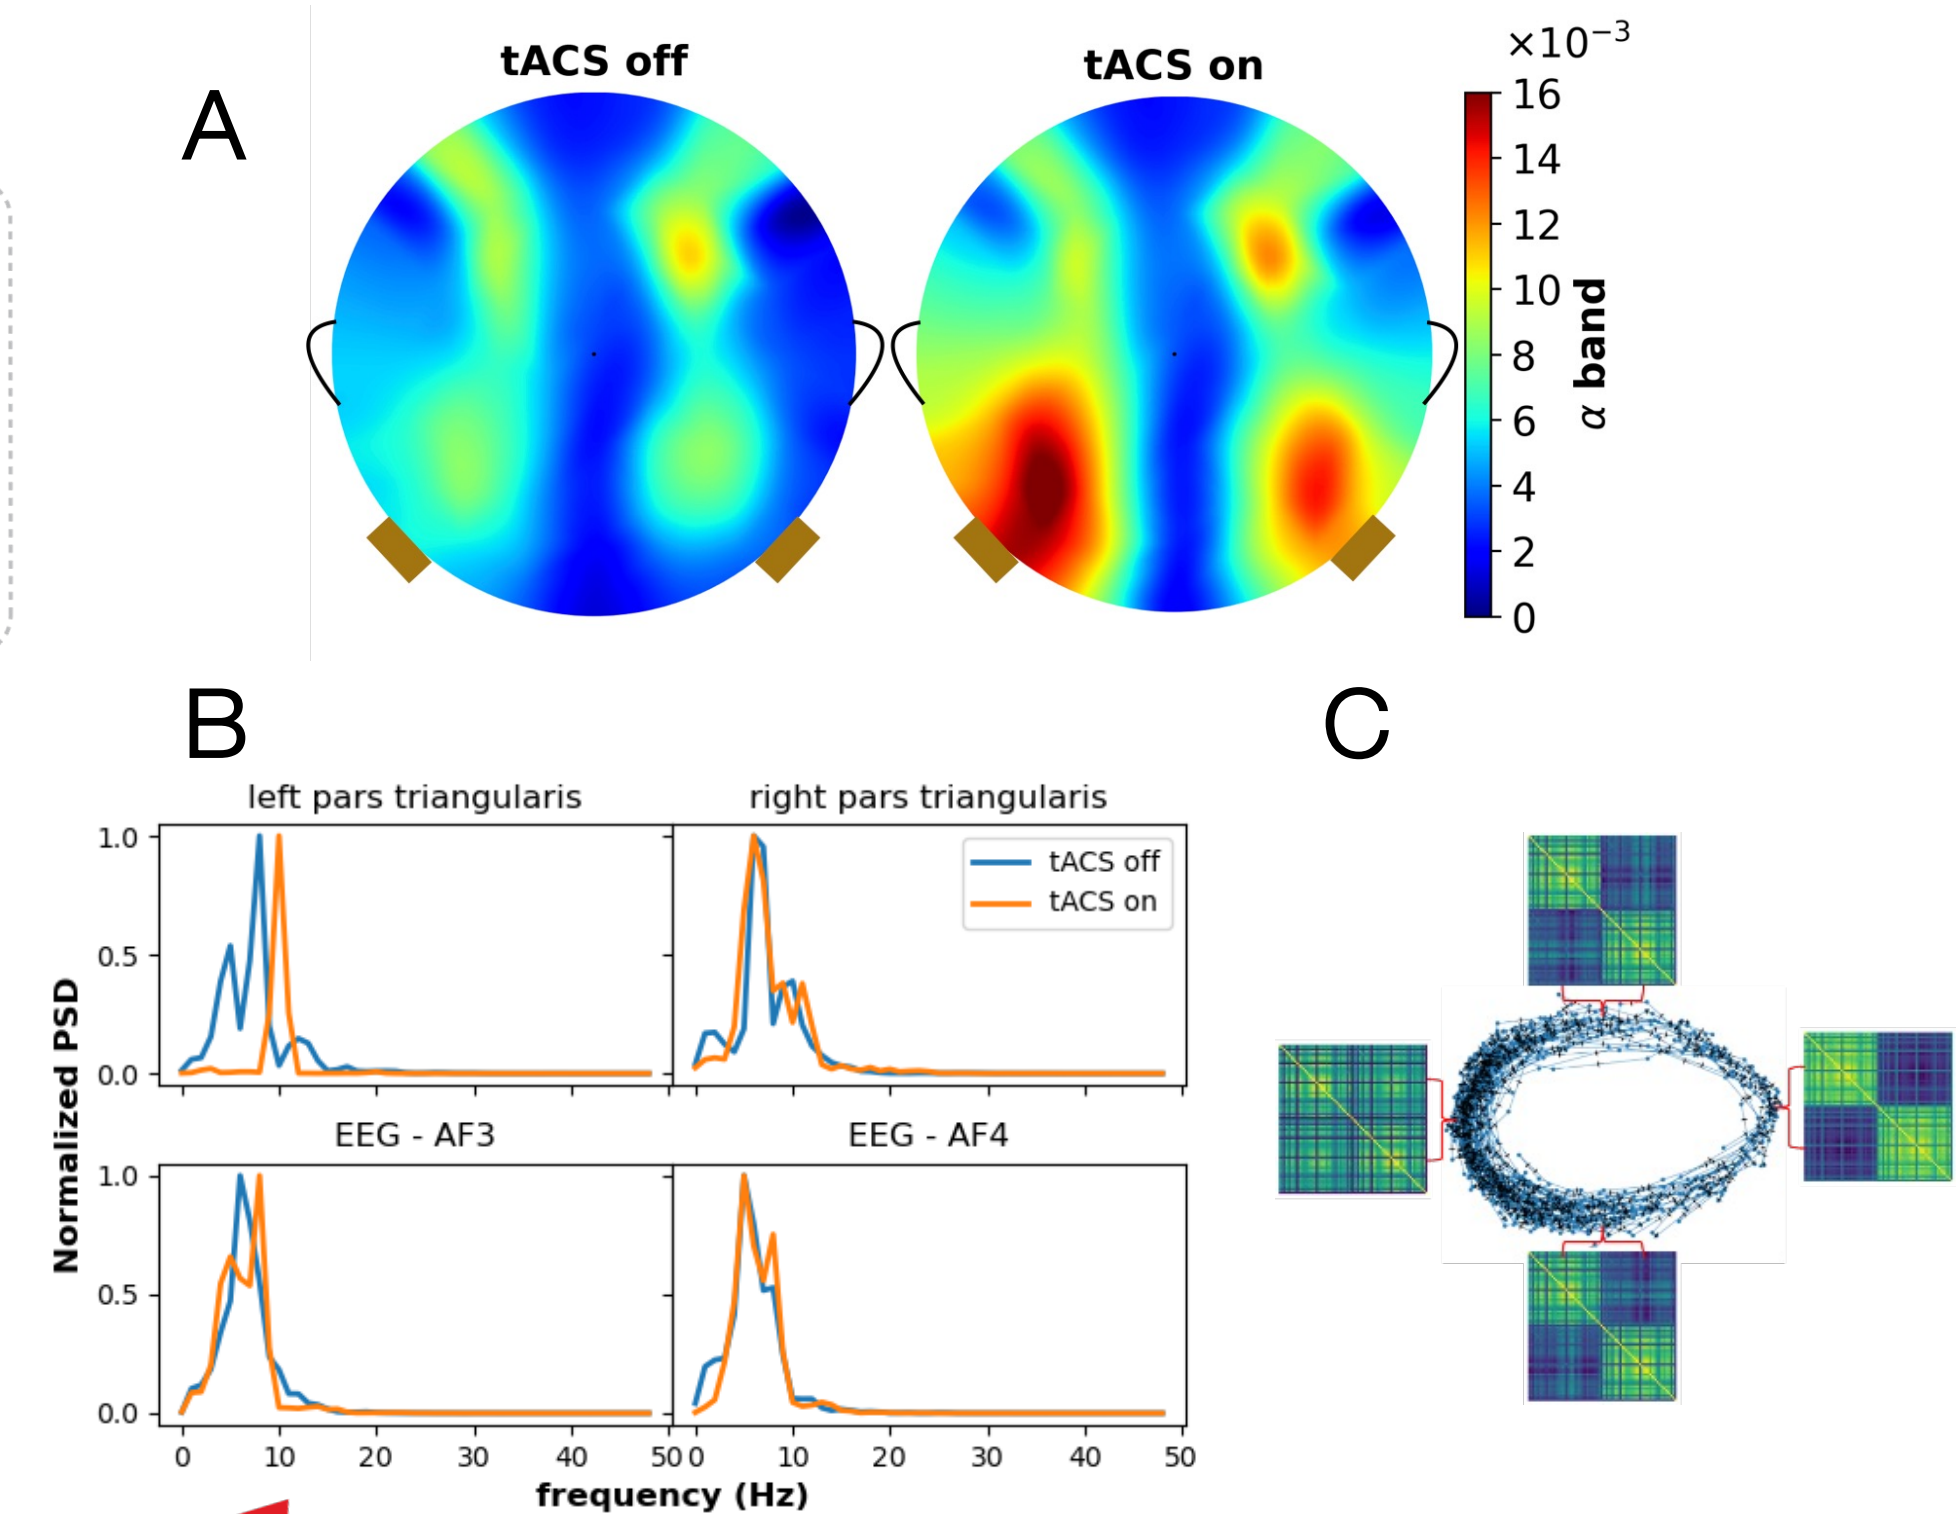 A
tACS off
tACS on
×10⁻³
16
14
12
10
8
6
4
2
0
α band
B
C
left pars triangularis
right pars triangularis
1.0
0.5
0.0
tACS off
tACS on
Normalized PSD
EEG - AF3
EEG - AF4
1.0
0.5
0.0
0 10 20 30 40 50 0 10 20 30 40 50
frequency (Hz)